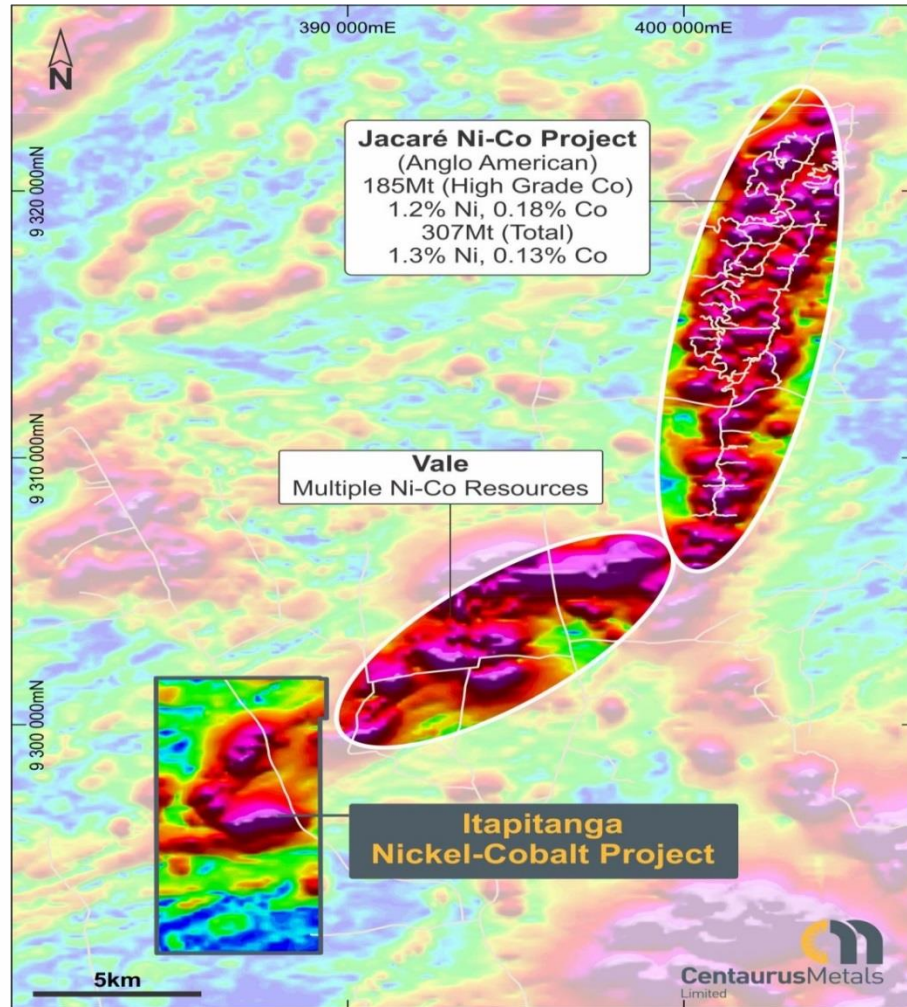 390 000mE
400 000mE
N
Jacaré Ni-Co Project
(Anglo American)
185Mt (High Grade Co)
1.2% Ni, 0.18% Co
307Mt (Total)
1.3% Ni, 0.13% Co
9 320 000mN
9 310 000mN
Vale
Multiple Ni-Co Resources
9 300 000mN
Itapitanga
Nickel-Cobalt Project
5km
CentaurusMetals
Limited